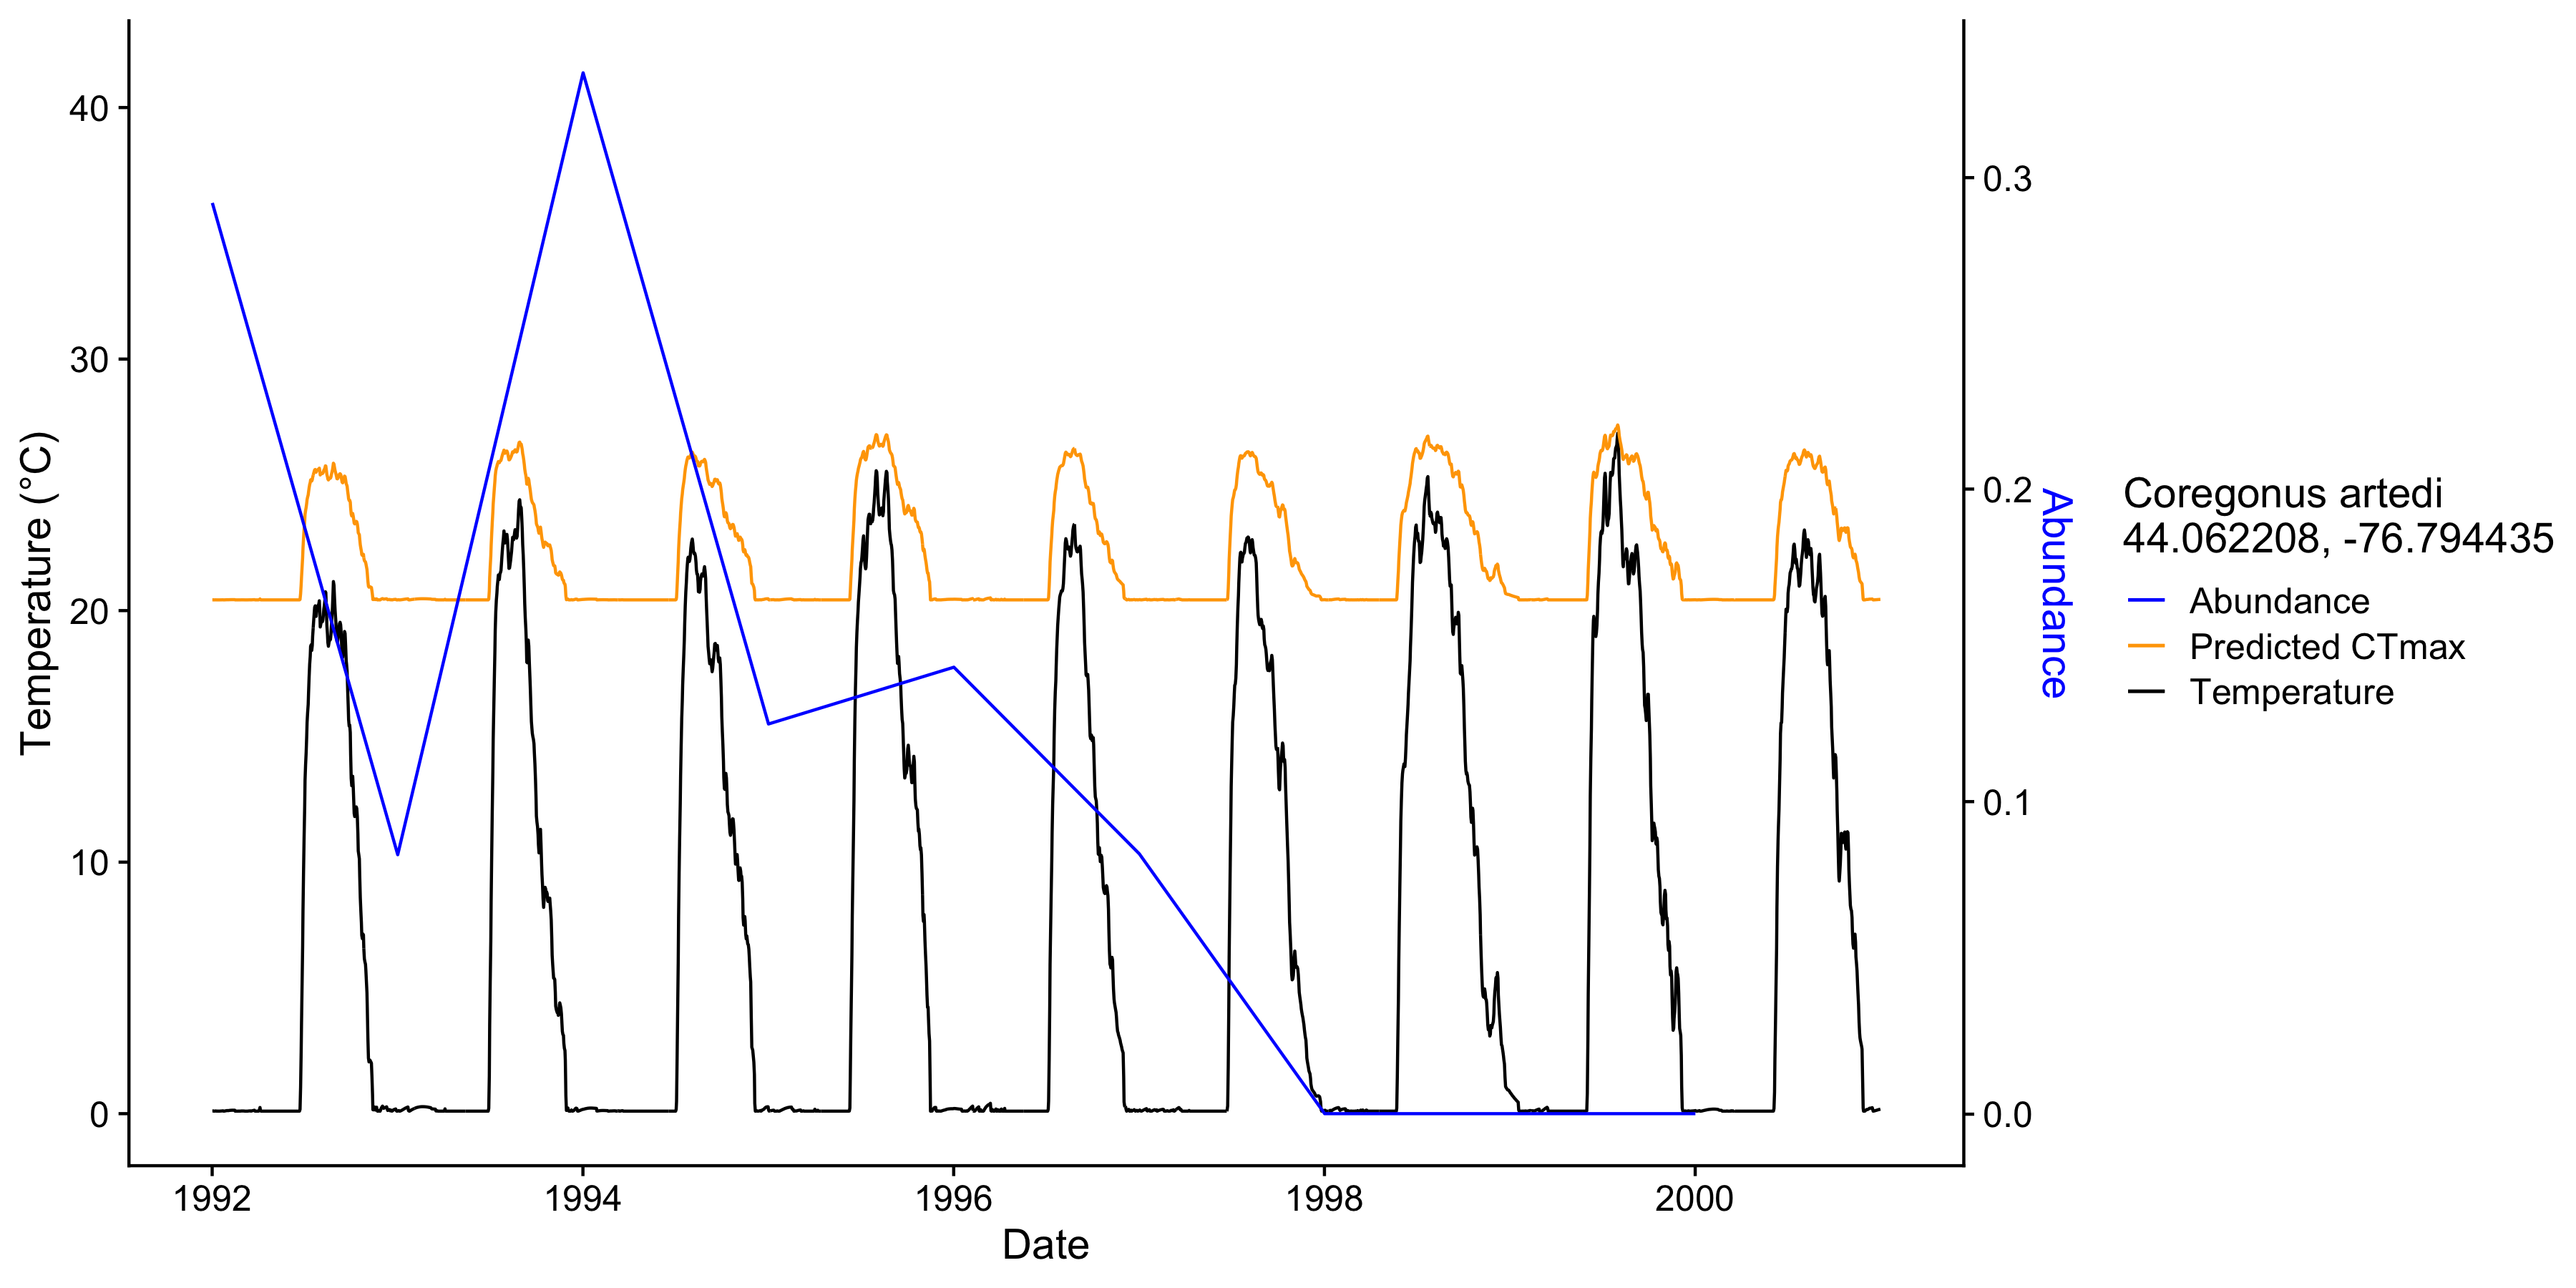 Temperature (°C)
40
30
20
10
0
1992
1994
1996
1998
2000
Date
0.3
0.2
0.1
0.0
Abundance
Coregonus artedi
44.062208, -76.794435
Abundance
Predicted CTmax
Temperature